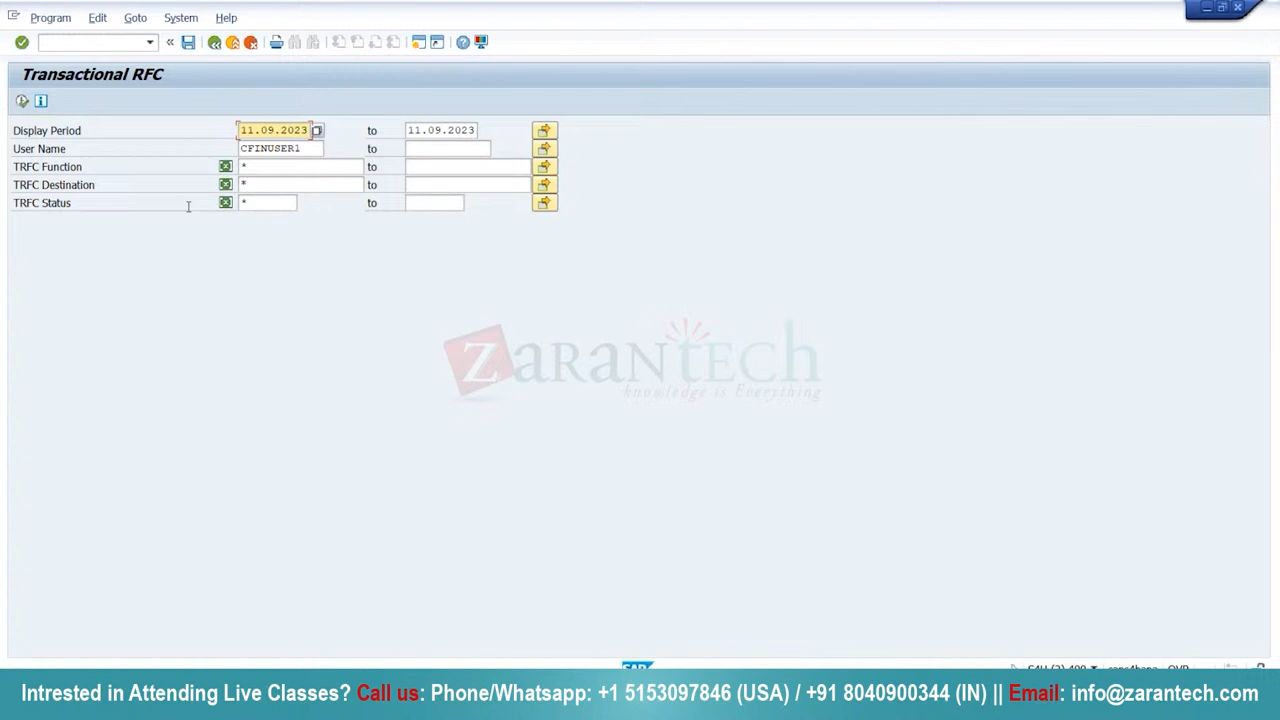 Program Edit Goto System Help
Transactional RFC
Display Period 11.09.2023 to 11.09.2023
User Name CFINUSER1 to
TRFC Function * to
TRFC Destination * to
TRFC Status * to
ZARANTECH
knowledge is Everything
SAP
Intrested in Attending Live Classes? Call us: Phone/Whatsapp: +1 5153097846 (USA) / +91 8040900344 (IN) || Email: info@zarantech.com